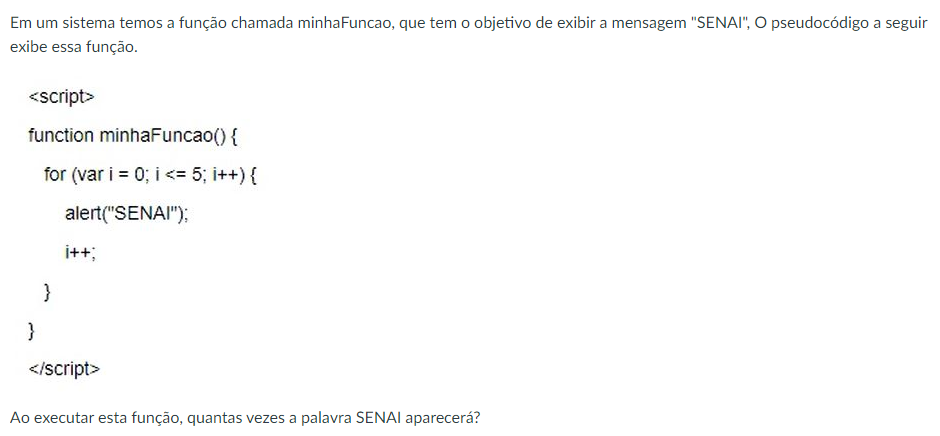 Em um sistema temos a função chamada minhaFuncao, que tem o objetivo de exibir a mensagem "SENAI", O pseudocódigo a seguir
exibe essa função.
<script>
function minhaFuncao() {
for (var i = 0; i <= 5; i++) {
alert("SENAI");
i++;
}
}
</script>
Ao executar esta função, quantas vezes a palavra SENAI aparecerá?